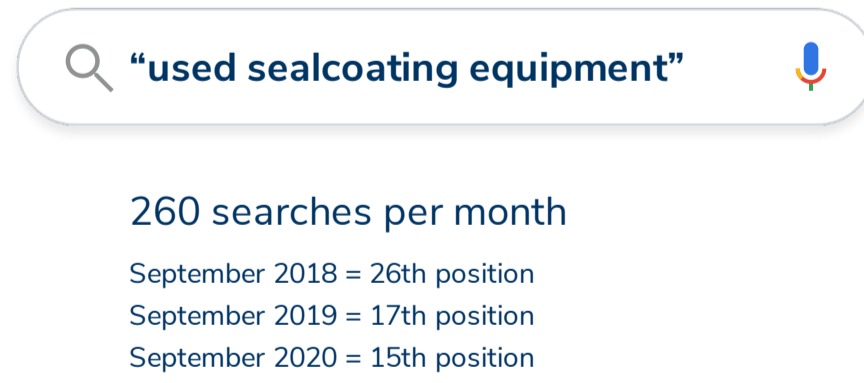 “used sealcoating equipment”
260 searches per month
September 2018 = 26th position
September 2019 = 17th position
September 2020 = 15th position